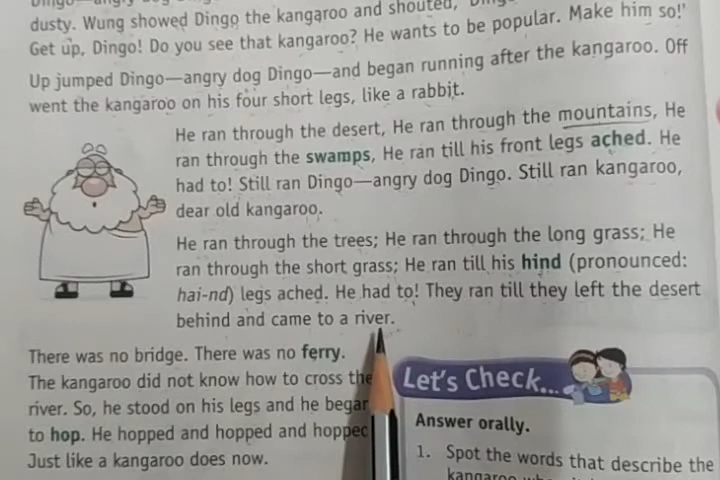 dusty. Wung showed Dingo the kangaroo and shouted,
Get up, Dingo! Do you see that kangaroo? He wants to be popular. Make him so!'
Up jumped Dingo—angry dog Dingo—and began running after the kangaroo. Off
went the kangaroo on his four short legs, like a rabbit.
He ran through the desert, He ran through the mountains, He
ran through the swamps, He ran till his front legs ached. He
had to! Still ran Dingo—angry dog Dingo. Still ran kangaroo,
dear old kangaroo.
He ran through the trees; He ran through the long grass; He
ran through the short grass; He ran till his hind (pronounced:
hai-nd) legs ached. He had to! They ran till they left the desert
behind and came to a river.
There was no bridge. There was no ferry.
The kangaroo did not know how to cross the
river. So, he stood on his legs and he began
to hop. He hopped and hopped and hopped
Just like a kangaroo does now.
Let's Check...
Answer orally.
1. Spot the words that describe the
kangaroo